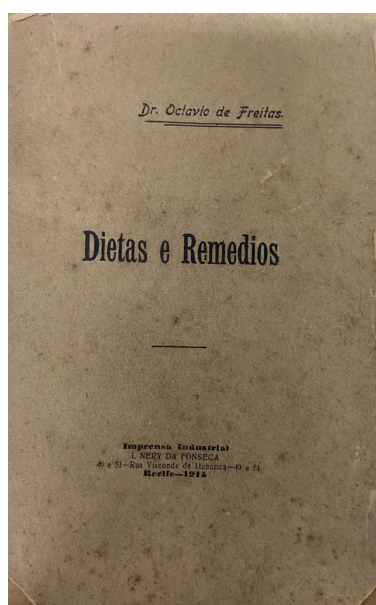 Dr. Octavio de Freitas.
Dietas e Remedios
Imprensa Industrial
I. NERY DA FONSECA
49 e 51—Rua Visconde de Itaparica—49 e 51
Recife—1915